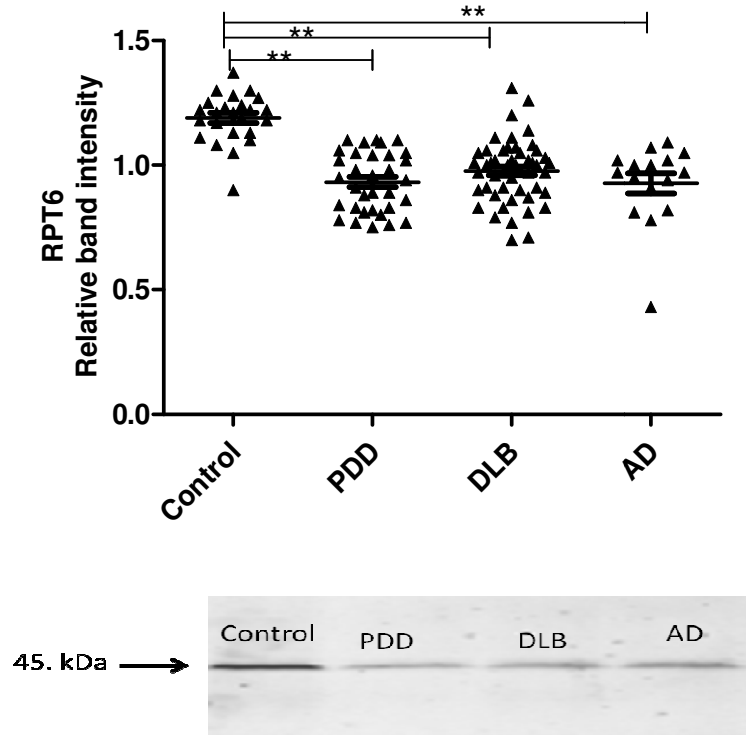 **
**
**
1.5
1.0
0.5
0.0
RPT6
Relative band intensity
Control
PDD
DLB
AD
Control
PDD
DLB
AD
45. kDa